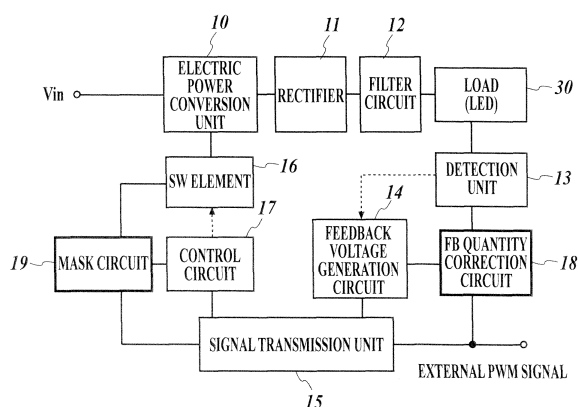 10
11
12
ELECTRIC
POWER
CONVERSION
UNIT
RECTIFIER
FILTER
CIRCUIT
LOAD
(LED)
30
Vin
16
SW ELEMENT
DETECTION
UNIT
13
14
17
19
MASK CIRCUIT
CONTROL
CIRCUIT
FEEDBACK
VOLTAGE
GENERATION
CIRCUIT
FB QUANTITY
CORRECTION
CIRCUIT
18
SIGNAL TRANSMISSION UNIT
EXTERNAL PWM SIGNAL
15